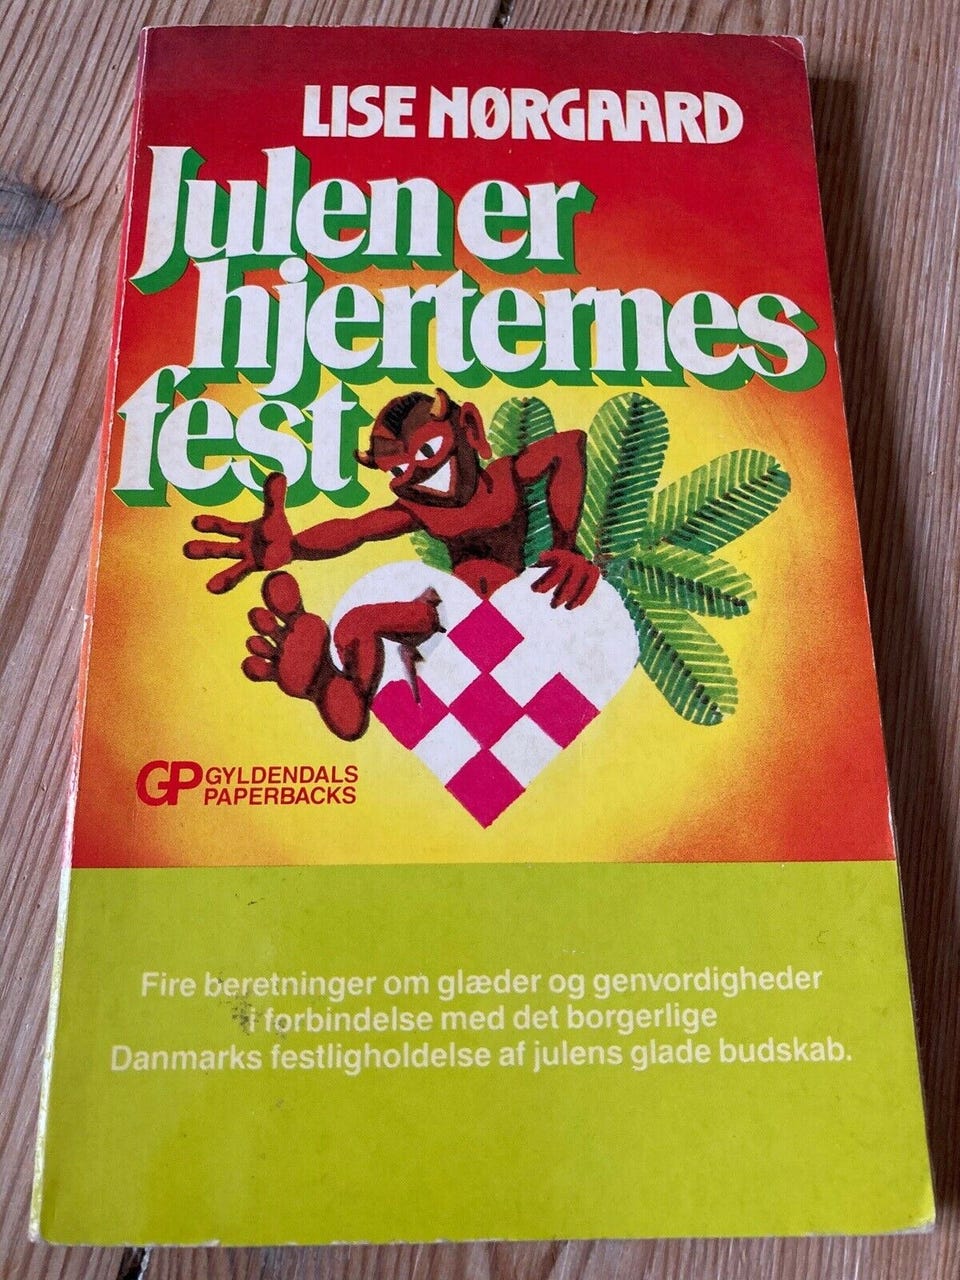 LISE NØRGAARD
Julen er
hjerternes
fest
GP GYLDENDALS
PAPERBACKS
Fire beretninger om glæder og genvordigheder
i forbindelse med det borgerlige
Danmarks festligholdelse af julens glade budskab.